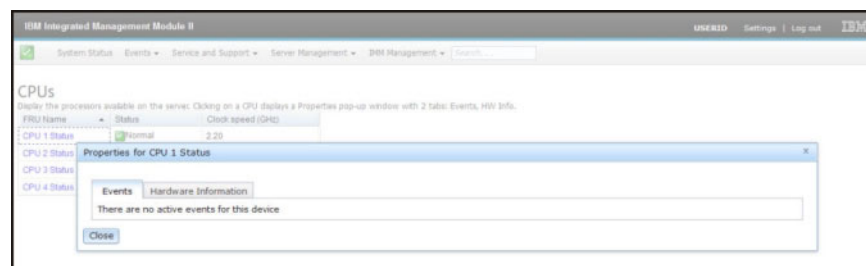 IBM Integrated Management Module II
USERID Settings | Log out IBM
System Status Events Service and Support Server Management IMM Management Search...
CPUs
Display the processors available on the server. Clicking on a CPU displays a Properties pop-up window with 2 tabs: Events, HW Info.
FRU Name Status Clock speed (GHz)
CPU 1 Status Normal 2.20
CPU 2 Status
CPU 3 Status
CPU 4 Status
Properties for CPU 1 Status x
Events Hardware Information
There are no active events for this device
Close